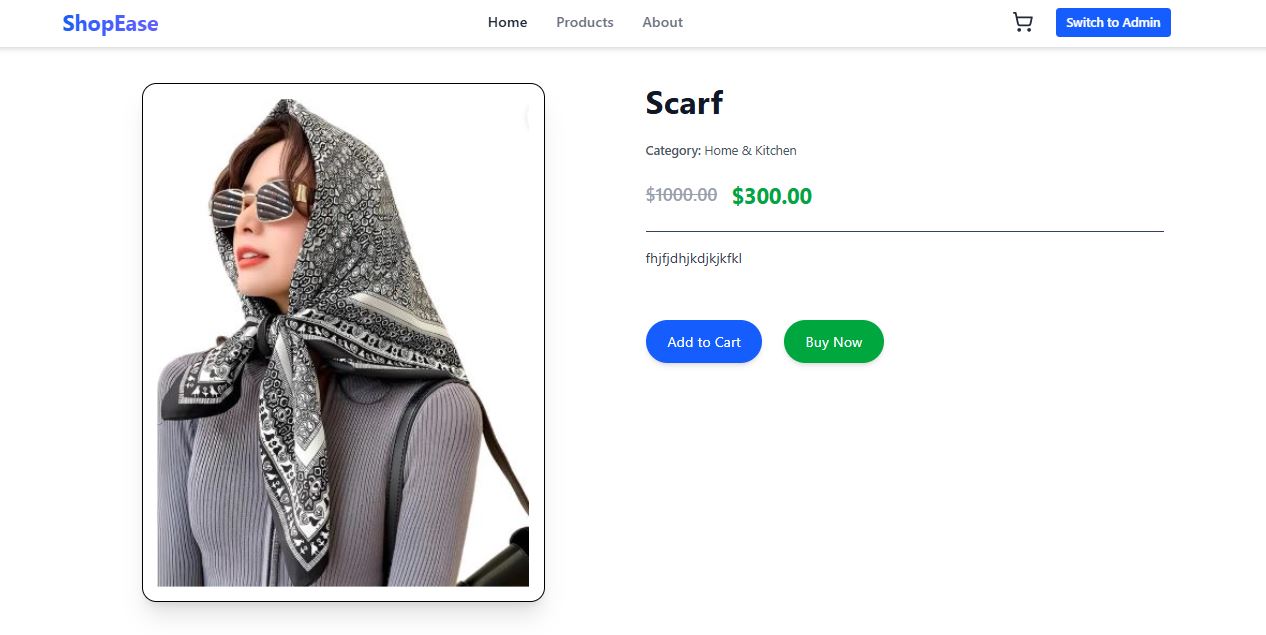 ShopEase
Home Products About
Switch to Admin
Scarf
Category: Home & Kitchen
$1000.00 $300.00
fhjfjdhjkdjkjkfkl
Add to Cart Buy Now